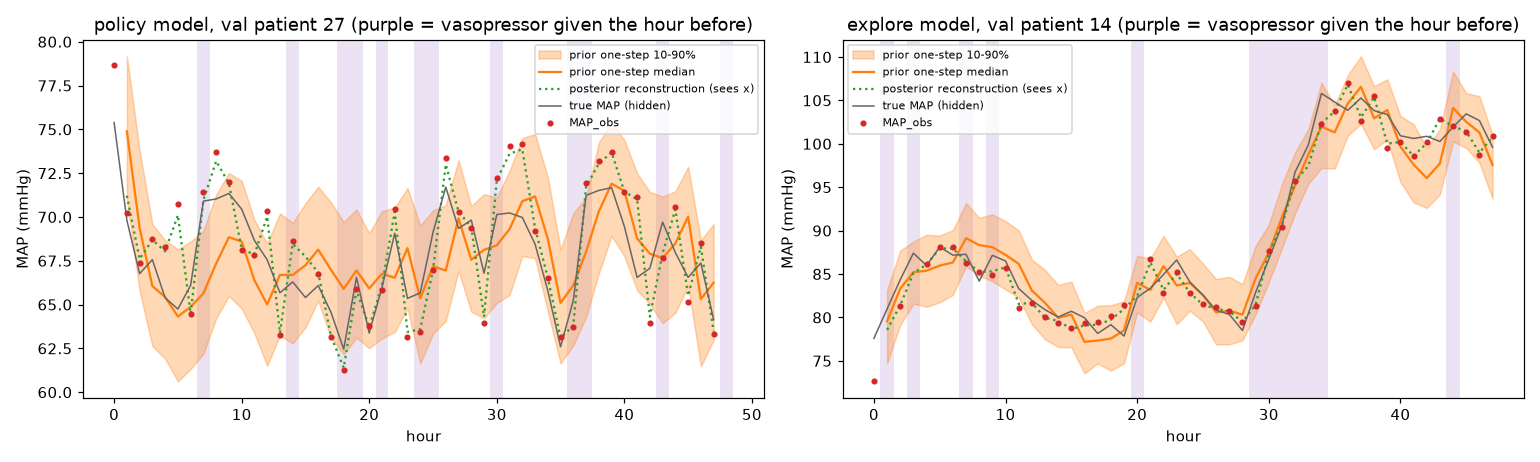 policy model, val patient 27 (purple = vasopressor given the hour before)
80.0
77.5
75.0
72.5
70.0
67.5
65.0
62.5
60.0
MAP (mmHg)
prior one-step 10-90%
prior one-step median
posterior reconstruction (sees x)
true MAP (hidden)
MAP_obs
0
10
20
30
40
50
hour
explore model, val patient 14 (purple = vasopressor given the hour before)
110
105
100
95
90
85
80
75
MAP (mmHg)
prior one-step 10-90%
prior one-step median
posterior reconstruction (sees x)
true MAP (hidden)
MAP_obs
0
10
20
30
40
hour